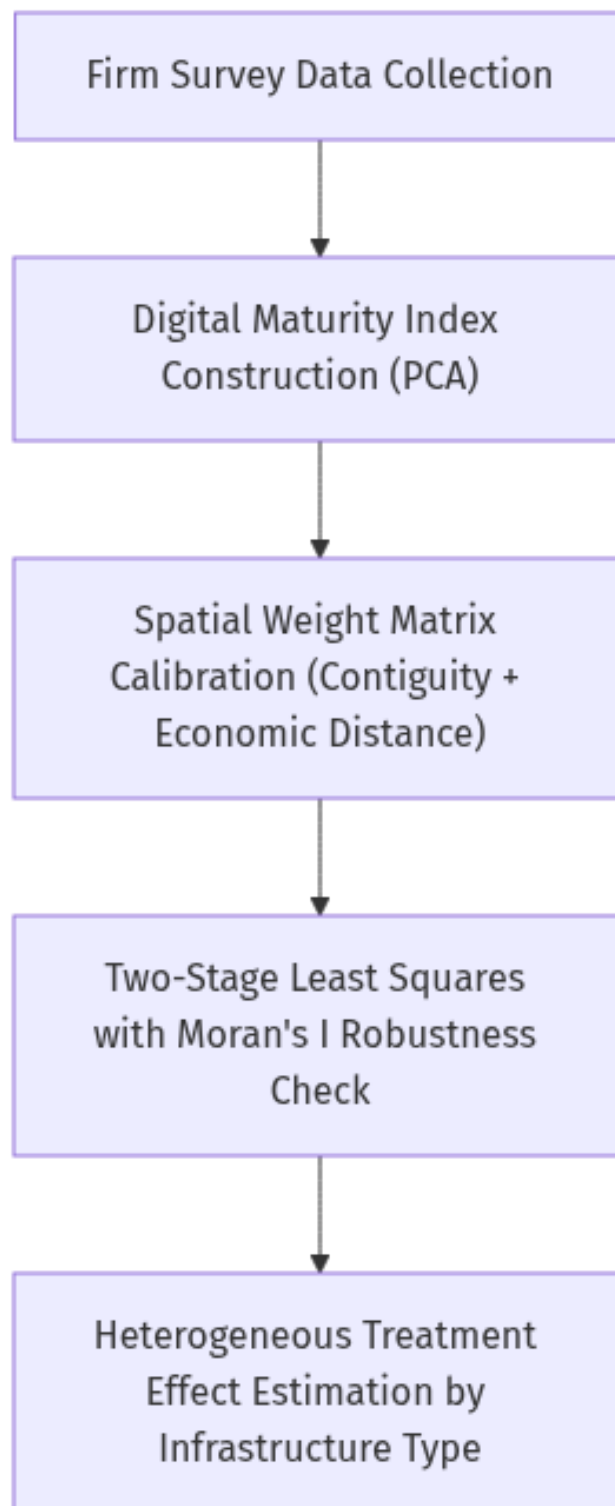 Firm Survey Data Collection
Digital Maturity Index
Construction (PCA)
Spatial Weight Matrix
Calibration (Contiguity +
Economic Distance)
Two-Stage Least Squares
with Moran's I Robustness
Check
Heterogeneous Treatment
Effect Estimation by
Infrastructure Type